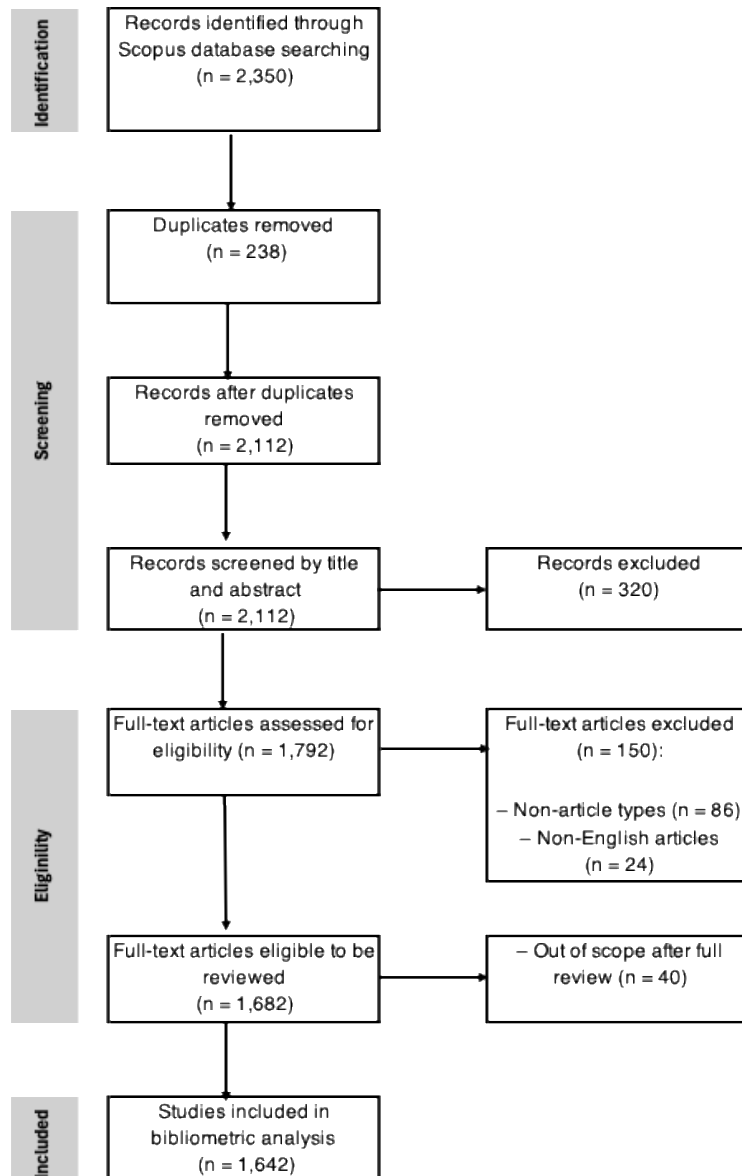 Identification
Records identified through
Scopus database searching
(n = 2,350)
Screening
Duplicates removed
(n = 238)
Records after duplicates
removed
(n = 2,112)
Records screened by title
and abstract
(n = 2,112)
Records excluded
(n = 320)
Eliginility
Full-text articles assessed for
eligibility (n = 1,792)
Full-text articles excluded
(n = 150):
– Non-article types (n = 86)
– Non-English articles
(n = 24)
Full-text articles eligible to be
reviewed
(n = 1,682)
– Out of scope after full
review (n = 40)
included
Studies included in
bibliometric analysis
(n = 1,642)